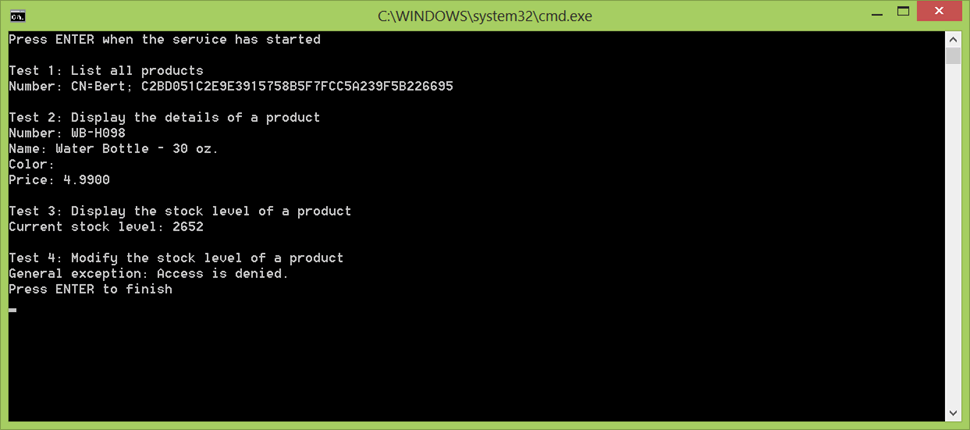 C:\WINDOWS\system32\cmd.exe
Press ENTER when the service has started
Test 1: List all products
Number: CN=Bert; C2BD051C2E9E3915758B5F7FCC5A239F5B226695
Test 2: Display the details of a product
Number: WB-H098
Name: Water Bottle - 30 oz.
Color:
Price: 4.9900
Test 3: Display the stock level of a product
Current stock level: 2652
Test 4: Modify the stock level of a product
General exception: Access is denied.
Press ENTER to finish